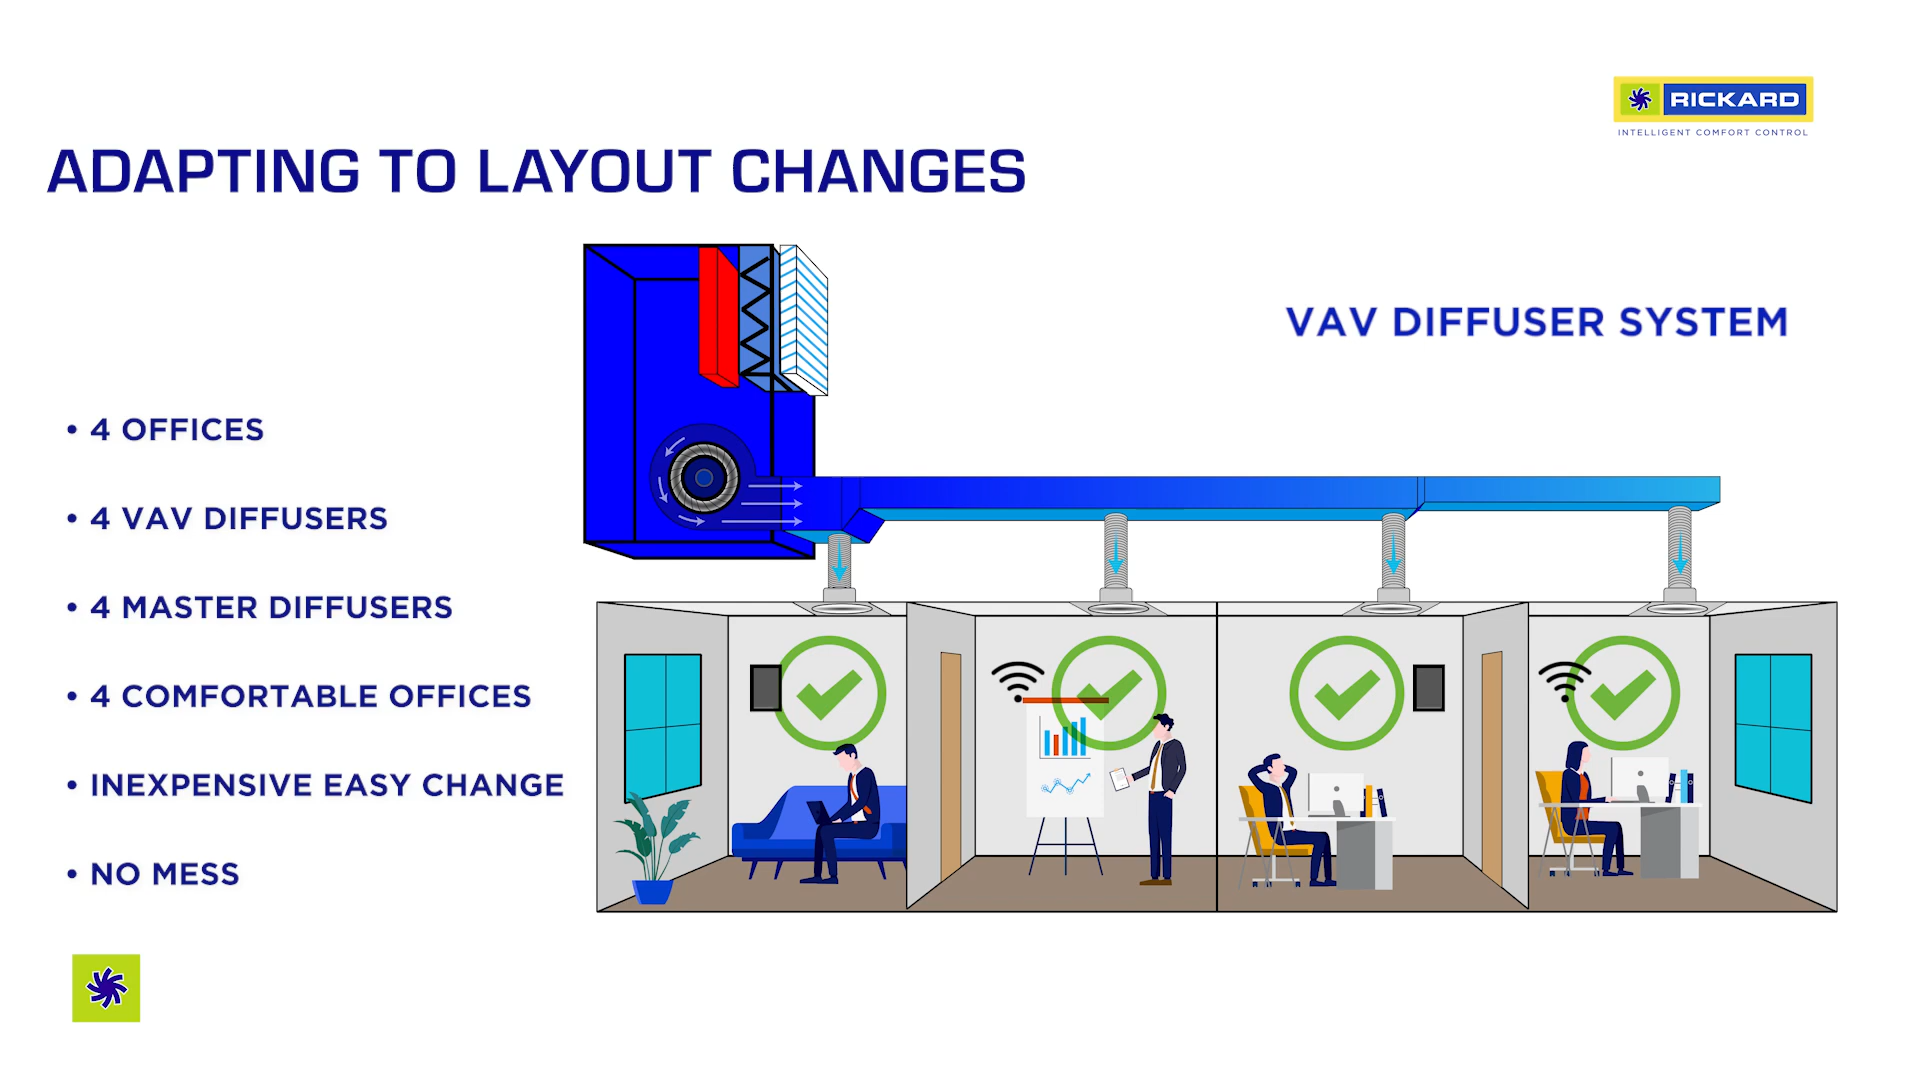 RICKARD
INTELLIGENT COMFORT CONTROL
ADAPTING TO LAYOUT CHANGES
VAV DIFFUSER SYSTEM
• 4 OFFICES
• 4 VAV DIFFUSERS
• 4 MASTER DIFFUSERS
• 4 COMFORTABLE OFFICES
• INEXPENSIVE EASY CHANGE
• NO MESS